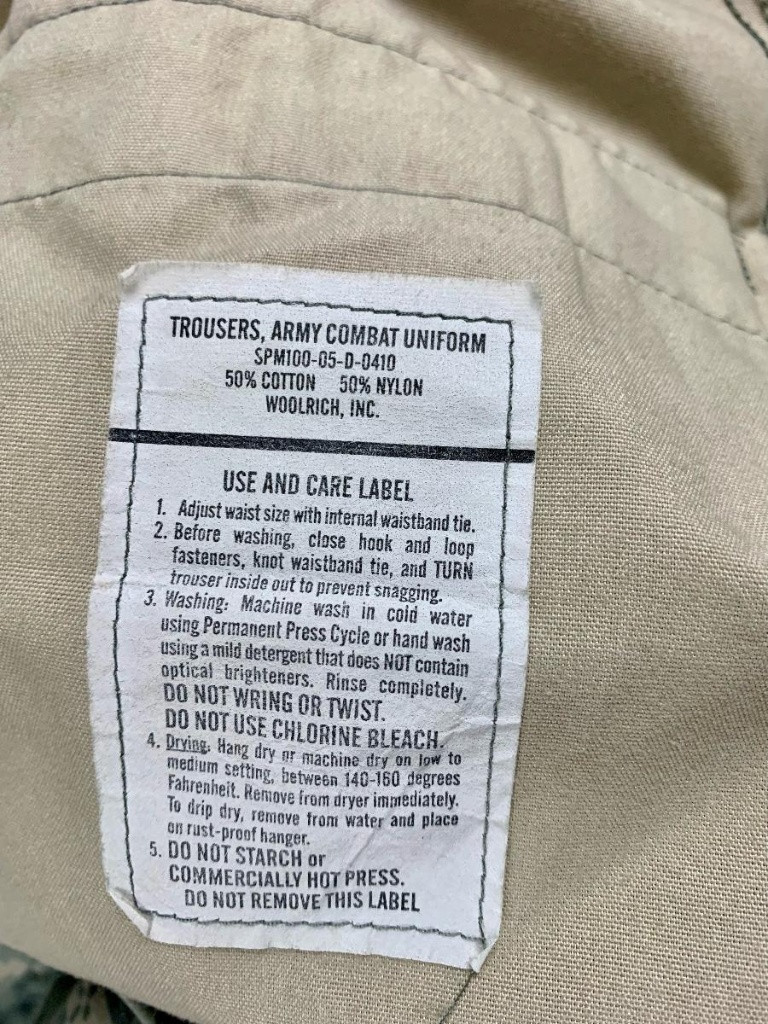 TROUSERS, ARMY COMBAT UNIFORM
SPM100-05-D-0410
50% COTTON 50% NYLON
WOOLRICH, INC.
USE AND CARE LABEL
1. Adjust waist size with internal waistband tie.
2. Before washing, close hook and loop
fasteners, knot waistband tie, and TURN
trouser inside out to prevent snagging.
3. Washing: Machine wash in cold water
using Permanent Press Cycle or hand wash
using a mild detergent that does NOT contain
optical brighteners. Rinse completely.
DO NOT WRING OR TWIST.
DO NOT USE CHLORINE BLEACH.
4. Drying: Hang dry or machine dry on low to
medium setting, between 140-160 degrees
Fahrenheit. Remove from dryer immediately.
To drip dry, remove from water and place
on rust-proof hanger.
5. DO NOT STARCH or
COMMERCIALLY HOT PRESS.
DO NOT REMOVE THIS LABEL